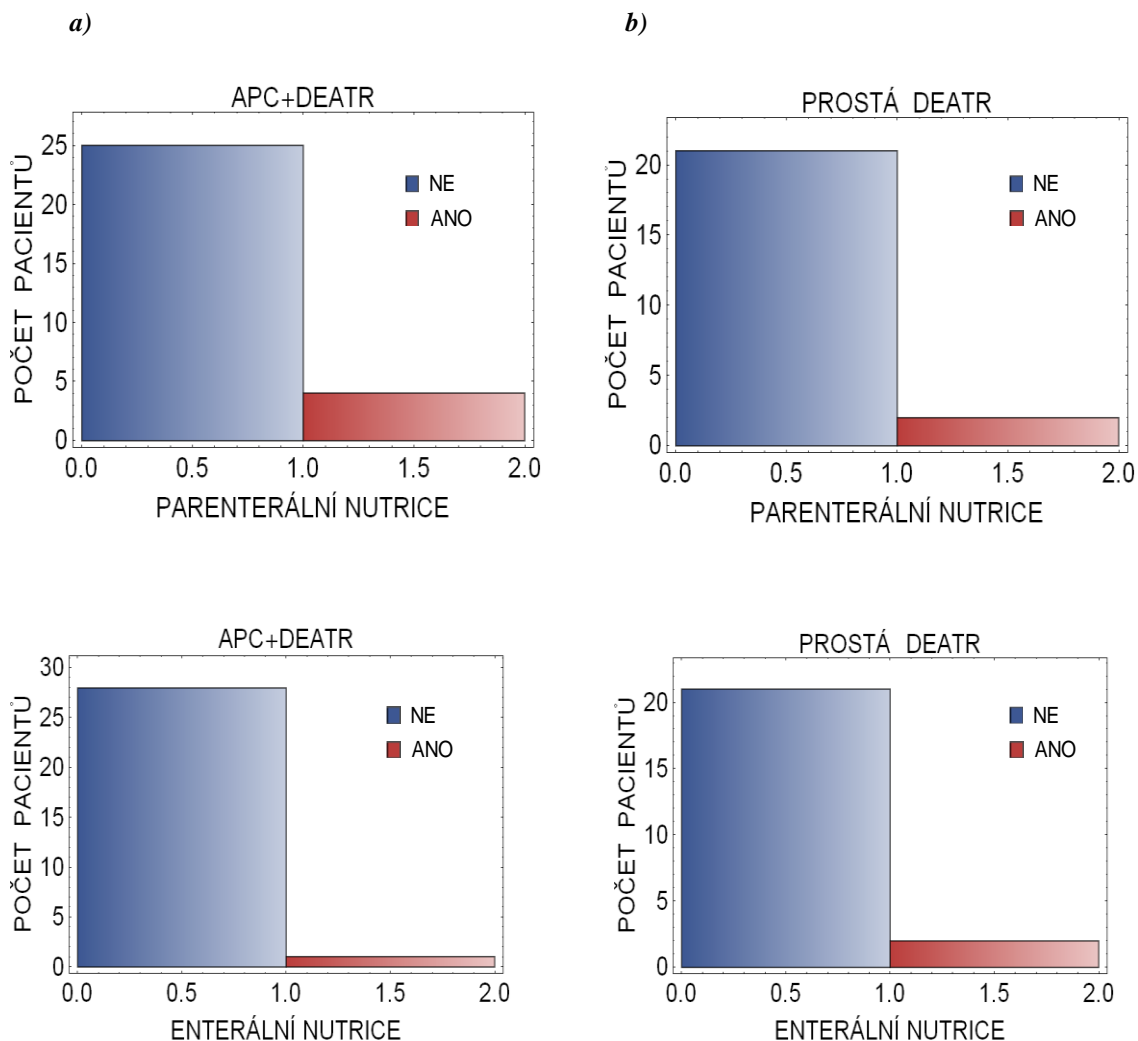 a)
b)
APC+DEATR
POČET PACIENTŮ
25
20
15
10
5
0
NE
ANO
0.0 0.5 1.0 1.5 2.0
PARENTERÁLNÍ NUTRICE
PROSTÁ DEATR
POČET PACIENTŮ
20
15
10
5
0
NE
ANO
0.0 0.5 1.0 1.5 2.0
PARENTERÁLNÍ NUTRICE
APC+DEATR
POČET PACIENTŮ
30
25
20
15
10
5
0
NE
ANO
0.0 0.5 1.0 1.5 2.0
ENTERÁLNÍ NUTRICE
PROSTÁ DEATR
POČET PACIENTŮ
20
15
10
5
0
NE
ANO
0.0 0.5 1.0 1.5 2.0
ENTERÁLNÍ NUTRICE